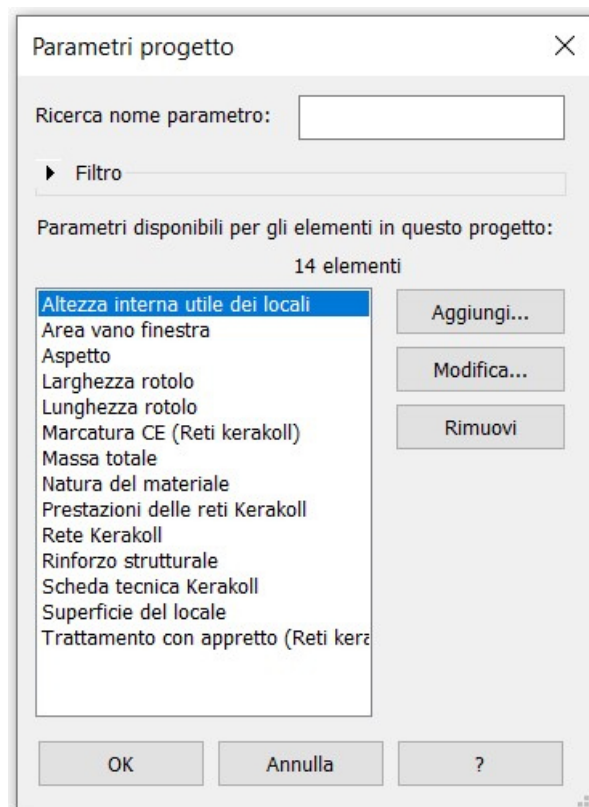 Parametri progetto
Ricerca nome parametro:
Filtro
Parametri disponibili per gli elementi in questo progetto:
14 elementi
Altezza interna utile dei locali
Area vano finestra
Aspetto
Larghezza rotolo
Lunghezza rotolo
Marcatura CE (Reti kerakoll)
Massa totale
Natura del materiale
Prestazioni delle reti Kerakoll
Rete Kerakoll
Rinforzo strutturale
Scheda tecnica Kerakoll
Superficie del locale
Trattamento con appretto (Reti kera
Aggiungi...
Modifica...
Rimuovi
OK Annulla ?